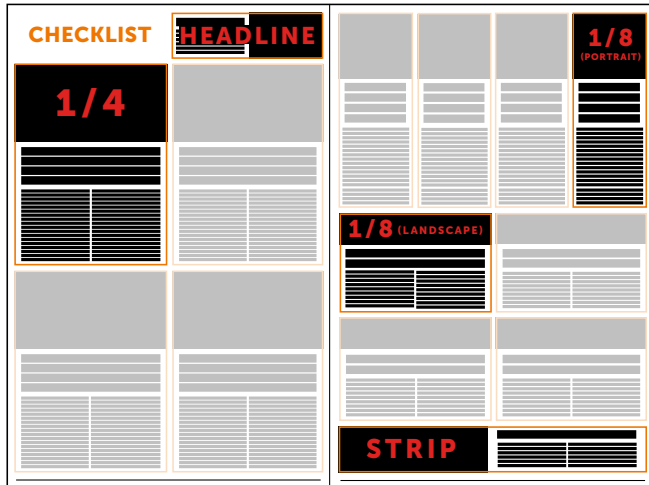 CHECKLIST
HEADLINE
1/4
1/8
(PORTRAIT)
1/8 (LANDSCAPE)
STRIP